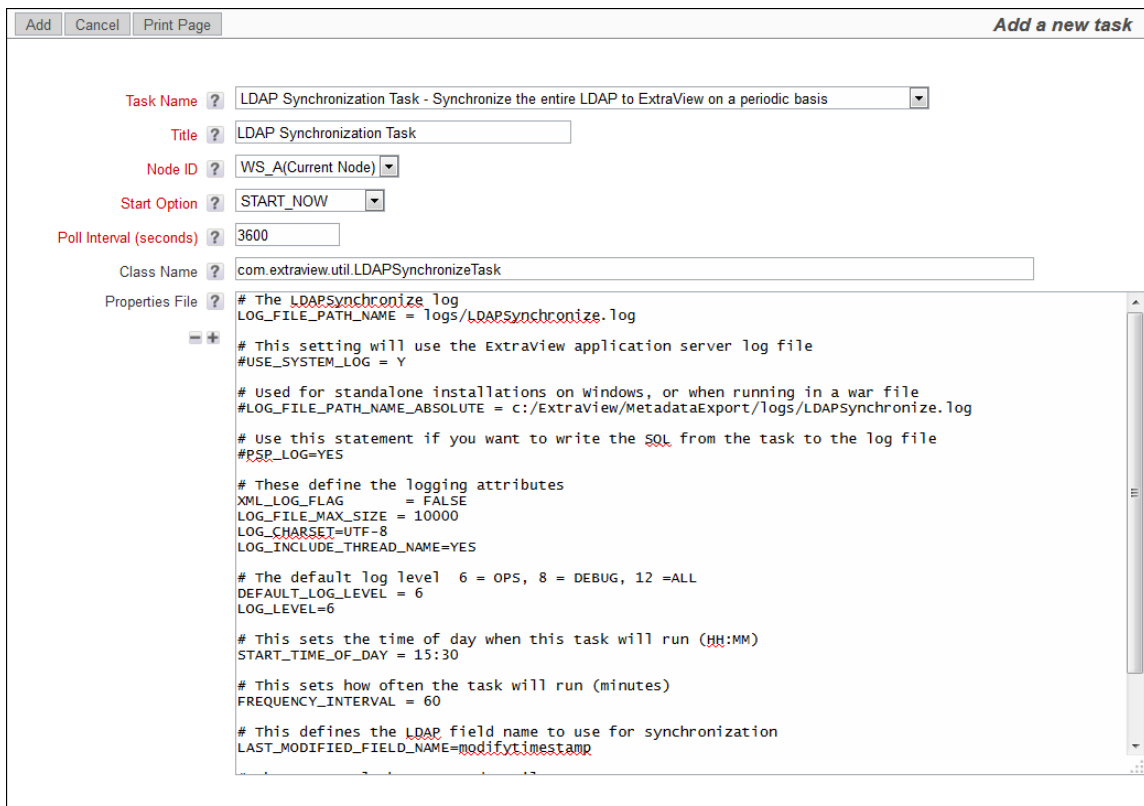 Add Cancel Print Page Add a new task
Task Name ? LDAP Synchronization Task - Synchronize the entire LDAP to ExtraView on a periodic basis
Title ? LDAP Synchronization Task
Node ID ? WS_A(Current Node)
Start Option ? START_NOW
Poll Interval (seconds) ? 3600
Class Name ? com.extraview.util.LDAPSynchronizeTask
Properties File ? # The LDAPSynchronize log
LOG_FILE_PATH_NAME = logs/LDAPSynchronize.log
# This setting will use the ExtraView application server log file
#USE_SYSTEM_LOG = Y
# Used for standalone installations on Windows, or when running in a war file
#LOG_FILE_PATH_NAME_ABSOLUTE = c:/ExtraView/MetadataExport/logs/LDAPSynchronize.log
# Use this statement if you want to write the SQL from the task to the log file
#PSP_LOG=YES
# These define the logging attributes
XML_LOG_FLAG = FALSE
LOG_FILE_MAX_SIZE = 10000
LOG_CHARSET=UTF-8
LOG_INCLUDE_THREAD_NAME=YES
# The default log level 6 = OPS, 8 = DEBUG, 12 =ALL
DEFAULT_LOG_LEVEL = 6
LOG_LEVEL=6
# This sets the time of day when this task will run (HH:MM)
START_TIME_OF_DAY = 15:30
# This sets how often the task will run (minutes)
FREQUENCY_INTERVAL = 60
# This defines the LDAP field name to use for synchronization
LAST_MODIFIED_FIELD_NAME=modifytimestamp